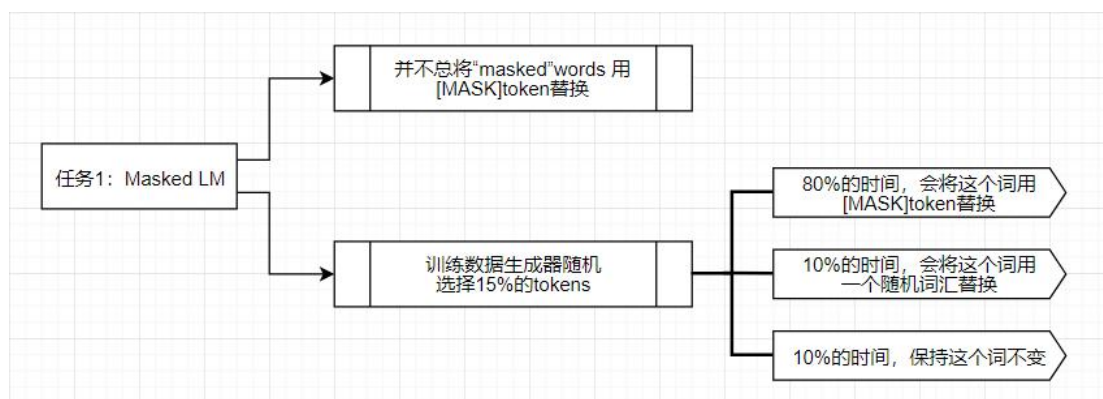 并不总将“masked”words 用
[MASK]token替换
任务1：Masked LM
80%的时间，会将这个词用
[MASK]token替换
训练数据生成器随机
选择15%的tokens
10%的时间，会将这个词用
一个随机词汇替换
10%的时间，保持这个词不变